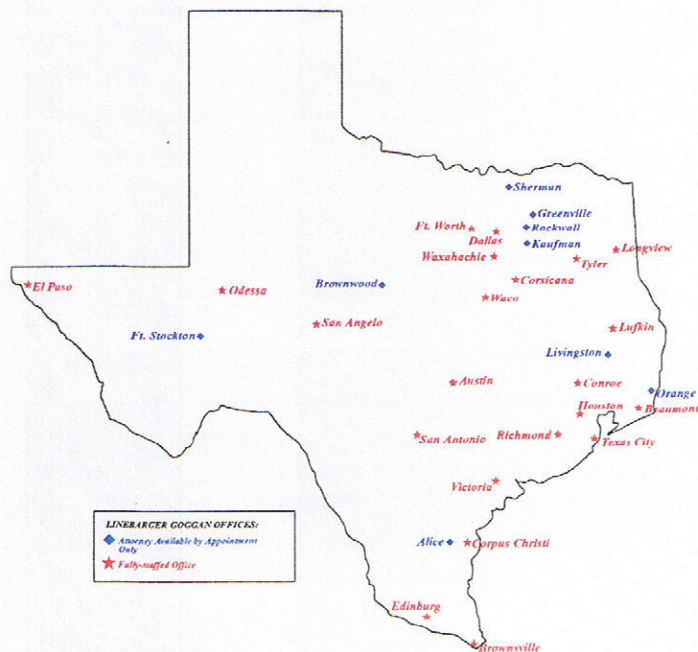 Sherman
Greenville
Ft. Worth
Rockwall
Dallas
Kaufman
Longview
Waxahachie
Tyler
El Paso
Odessa
Brownwood
Corsicana
Waco
San Angelo
Lufkin
Ft. Stockton
Livingston
Austin
Conroe
Orange
Houston
Beaumont
San Antonio
Richmond
Texas City
Victoria
LINEBARGER GOGGAN OFFICES:
Attorney Available by Appointment
Only
Fully-staffed Office
Alice
Corpus Christi
Edinburg
Brownsville